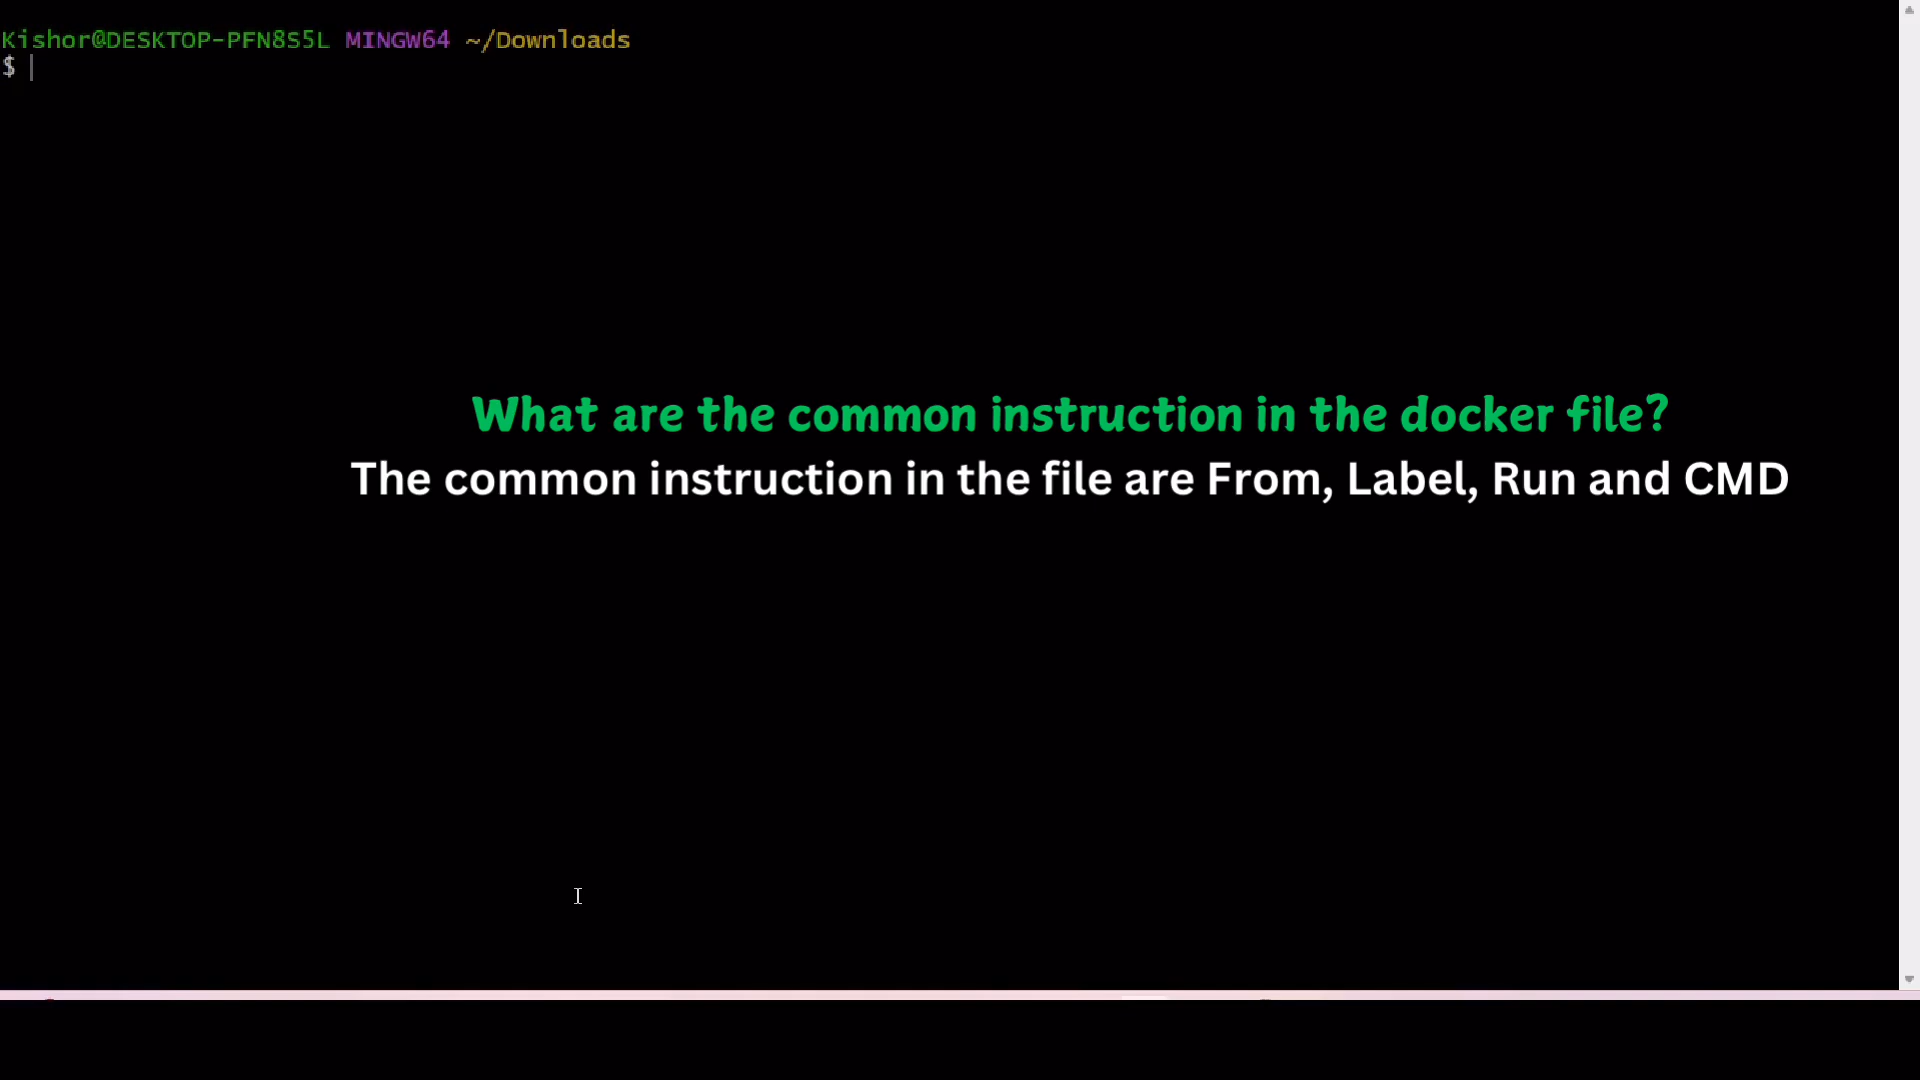 Kishor@DESKTOP-PFN8S5L MINGW64 ~/Downloads
$
What are the common instruction in the docker file?
The common instruction in the file are From, Label, Run and CMD